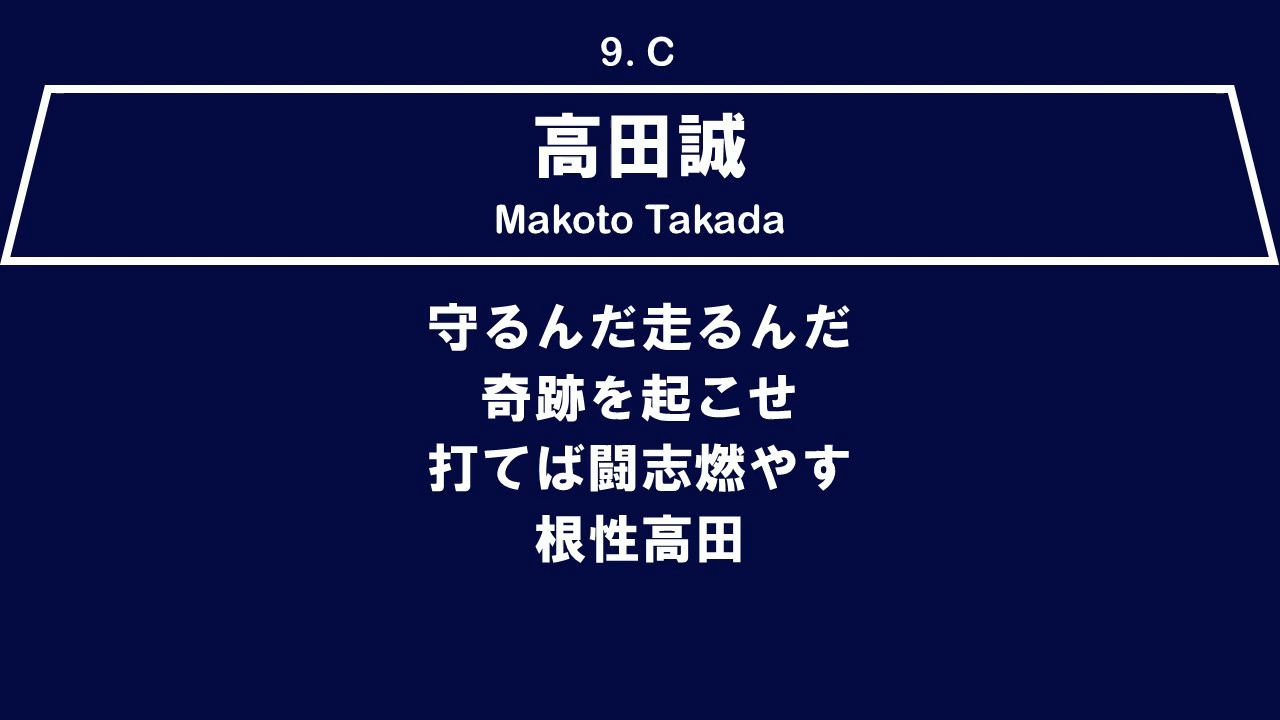 9. C
高田誠
Makoto Takada
守るんだ走るんだ
奇跡を起こせ
打てば闘志燃やす
根性高田